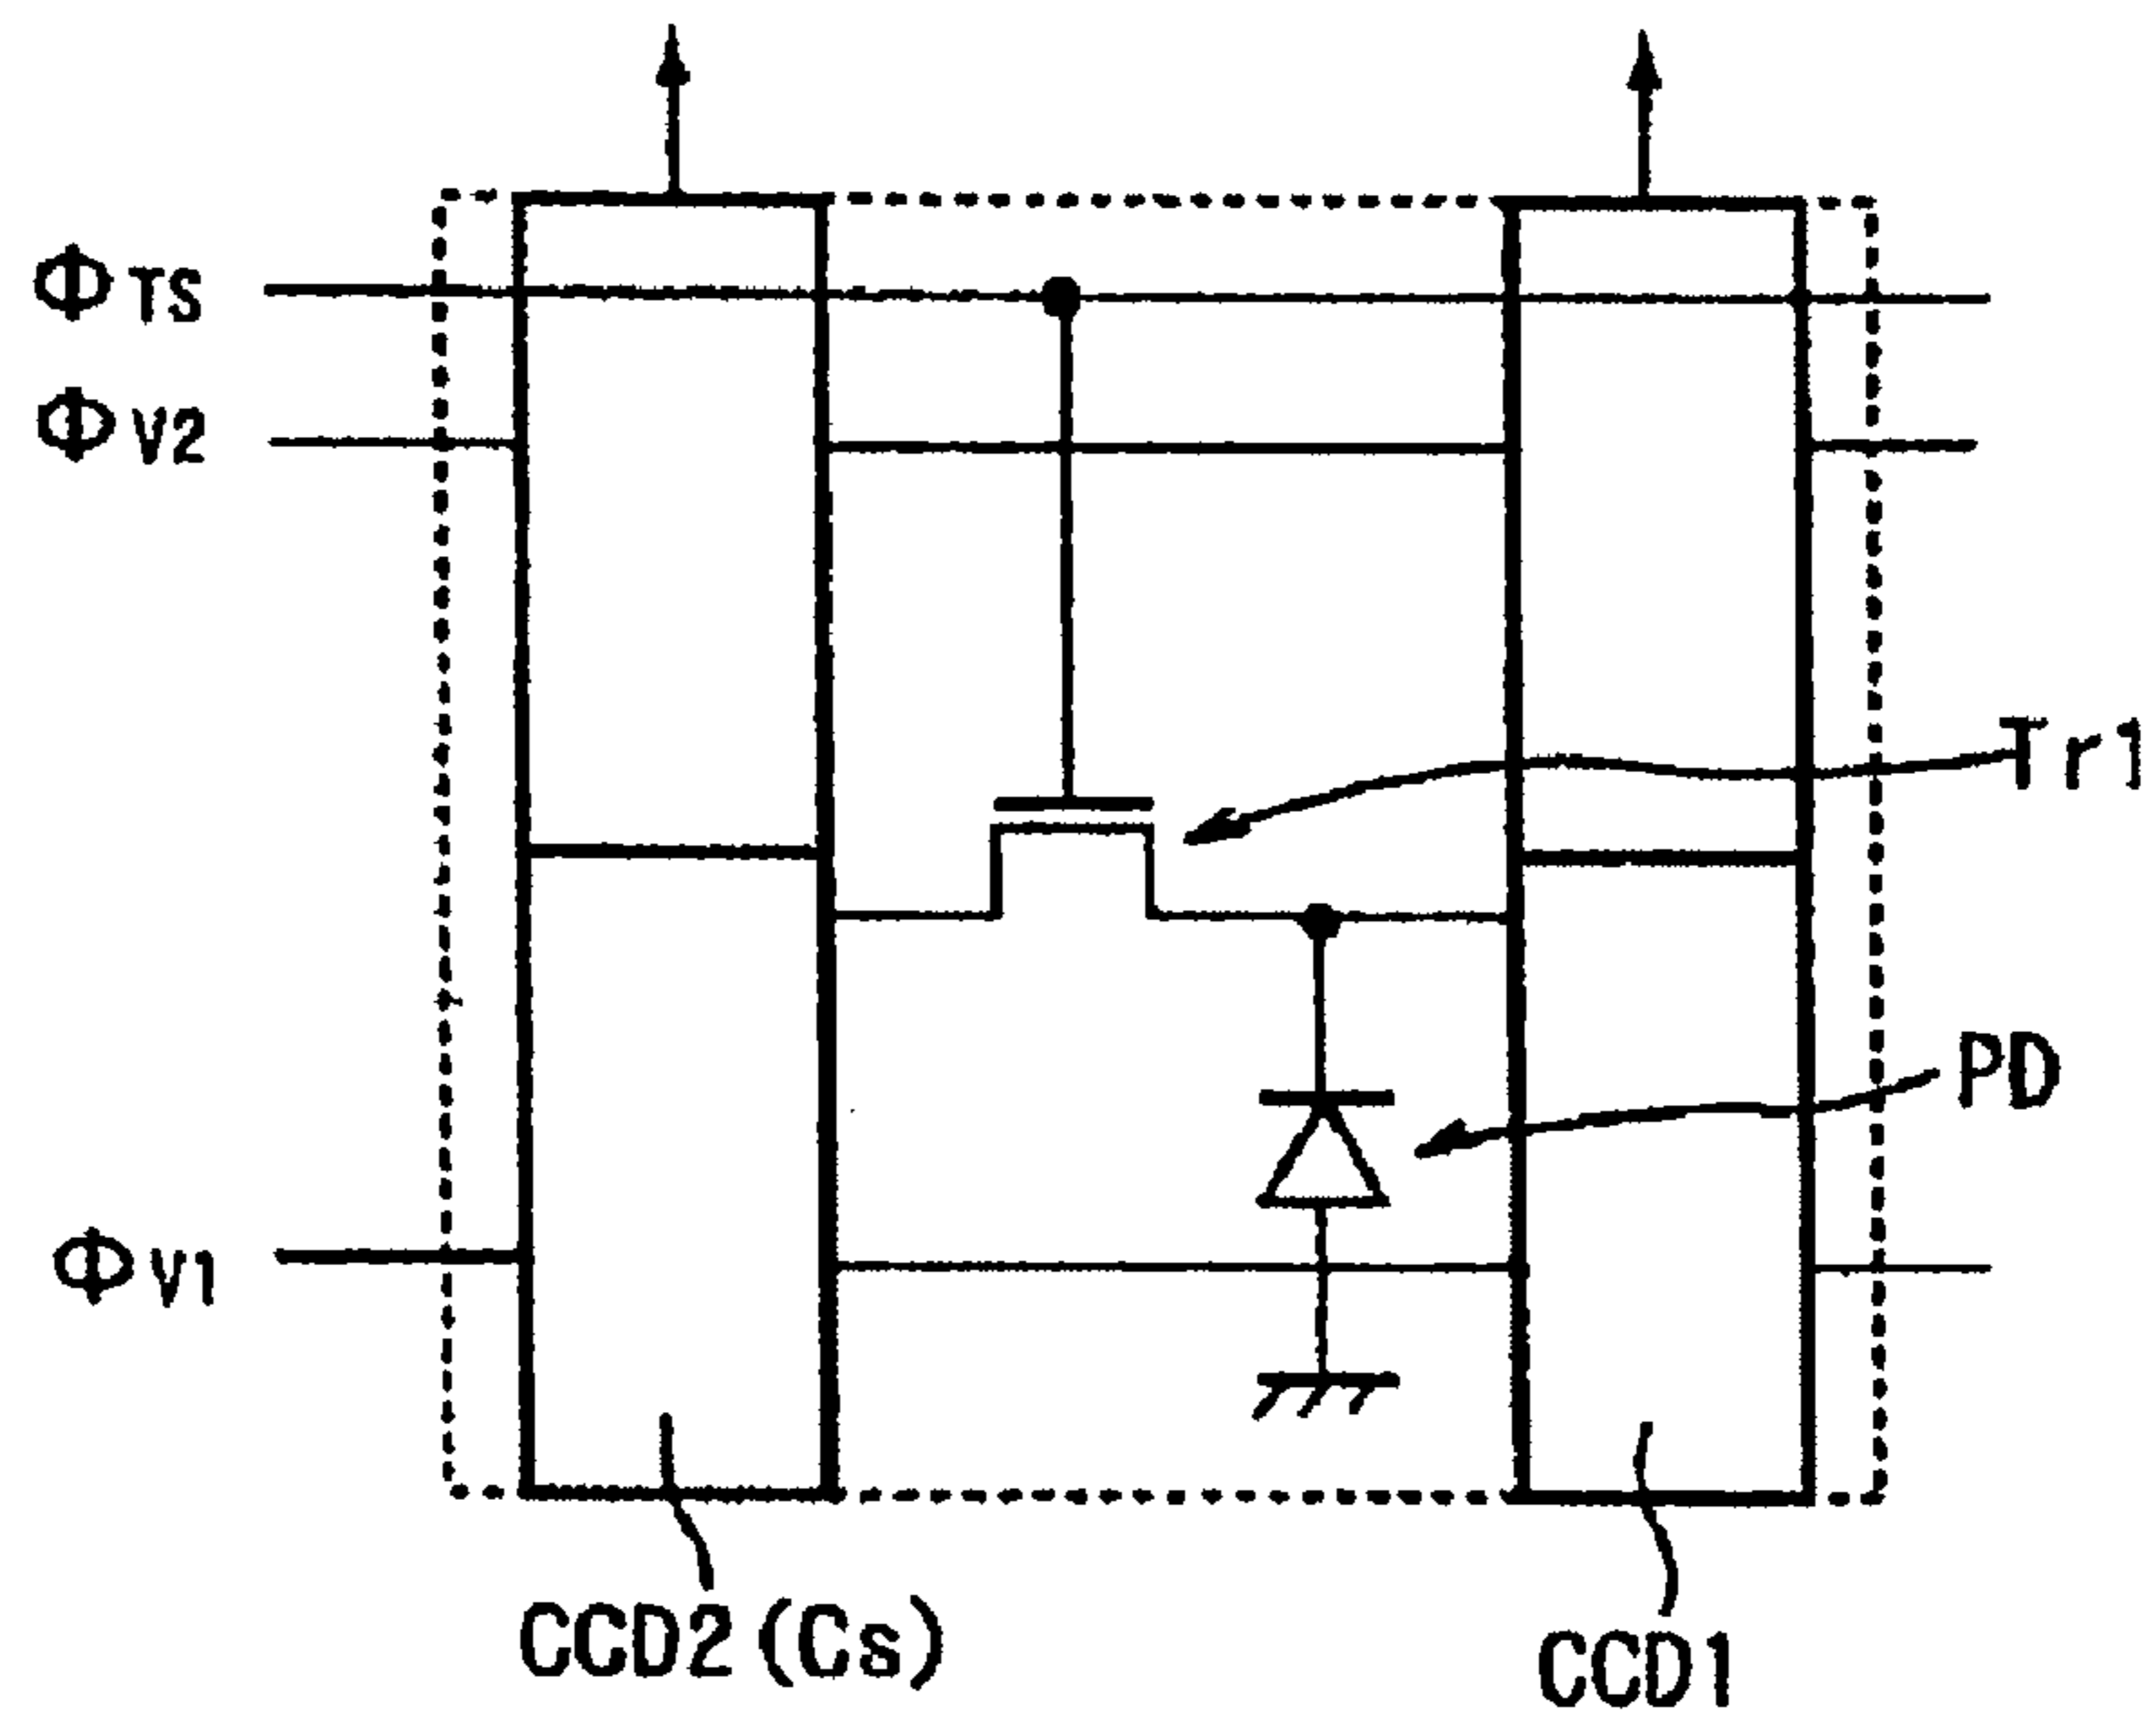 ΦTS
ΦV2
Tr1
PD
ΦV1
CCD2(Cs)
CCD1